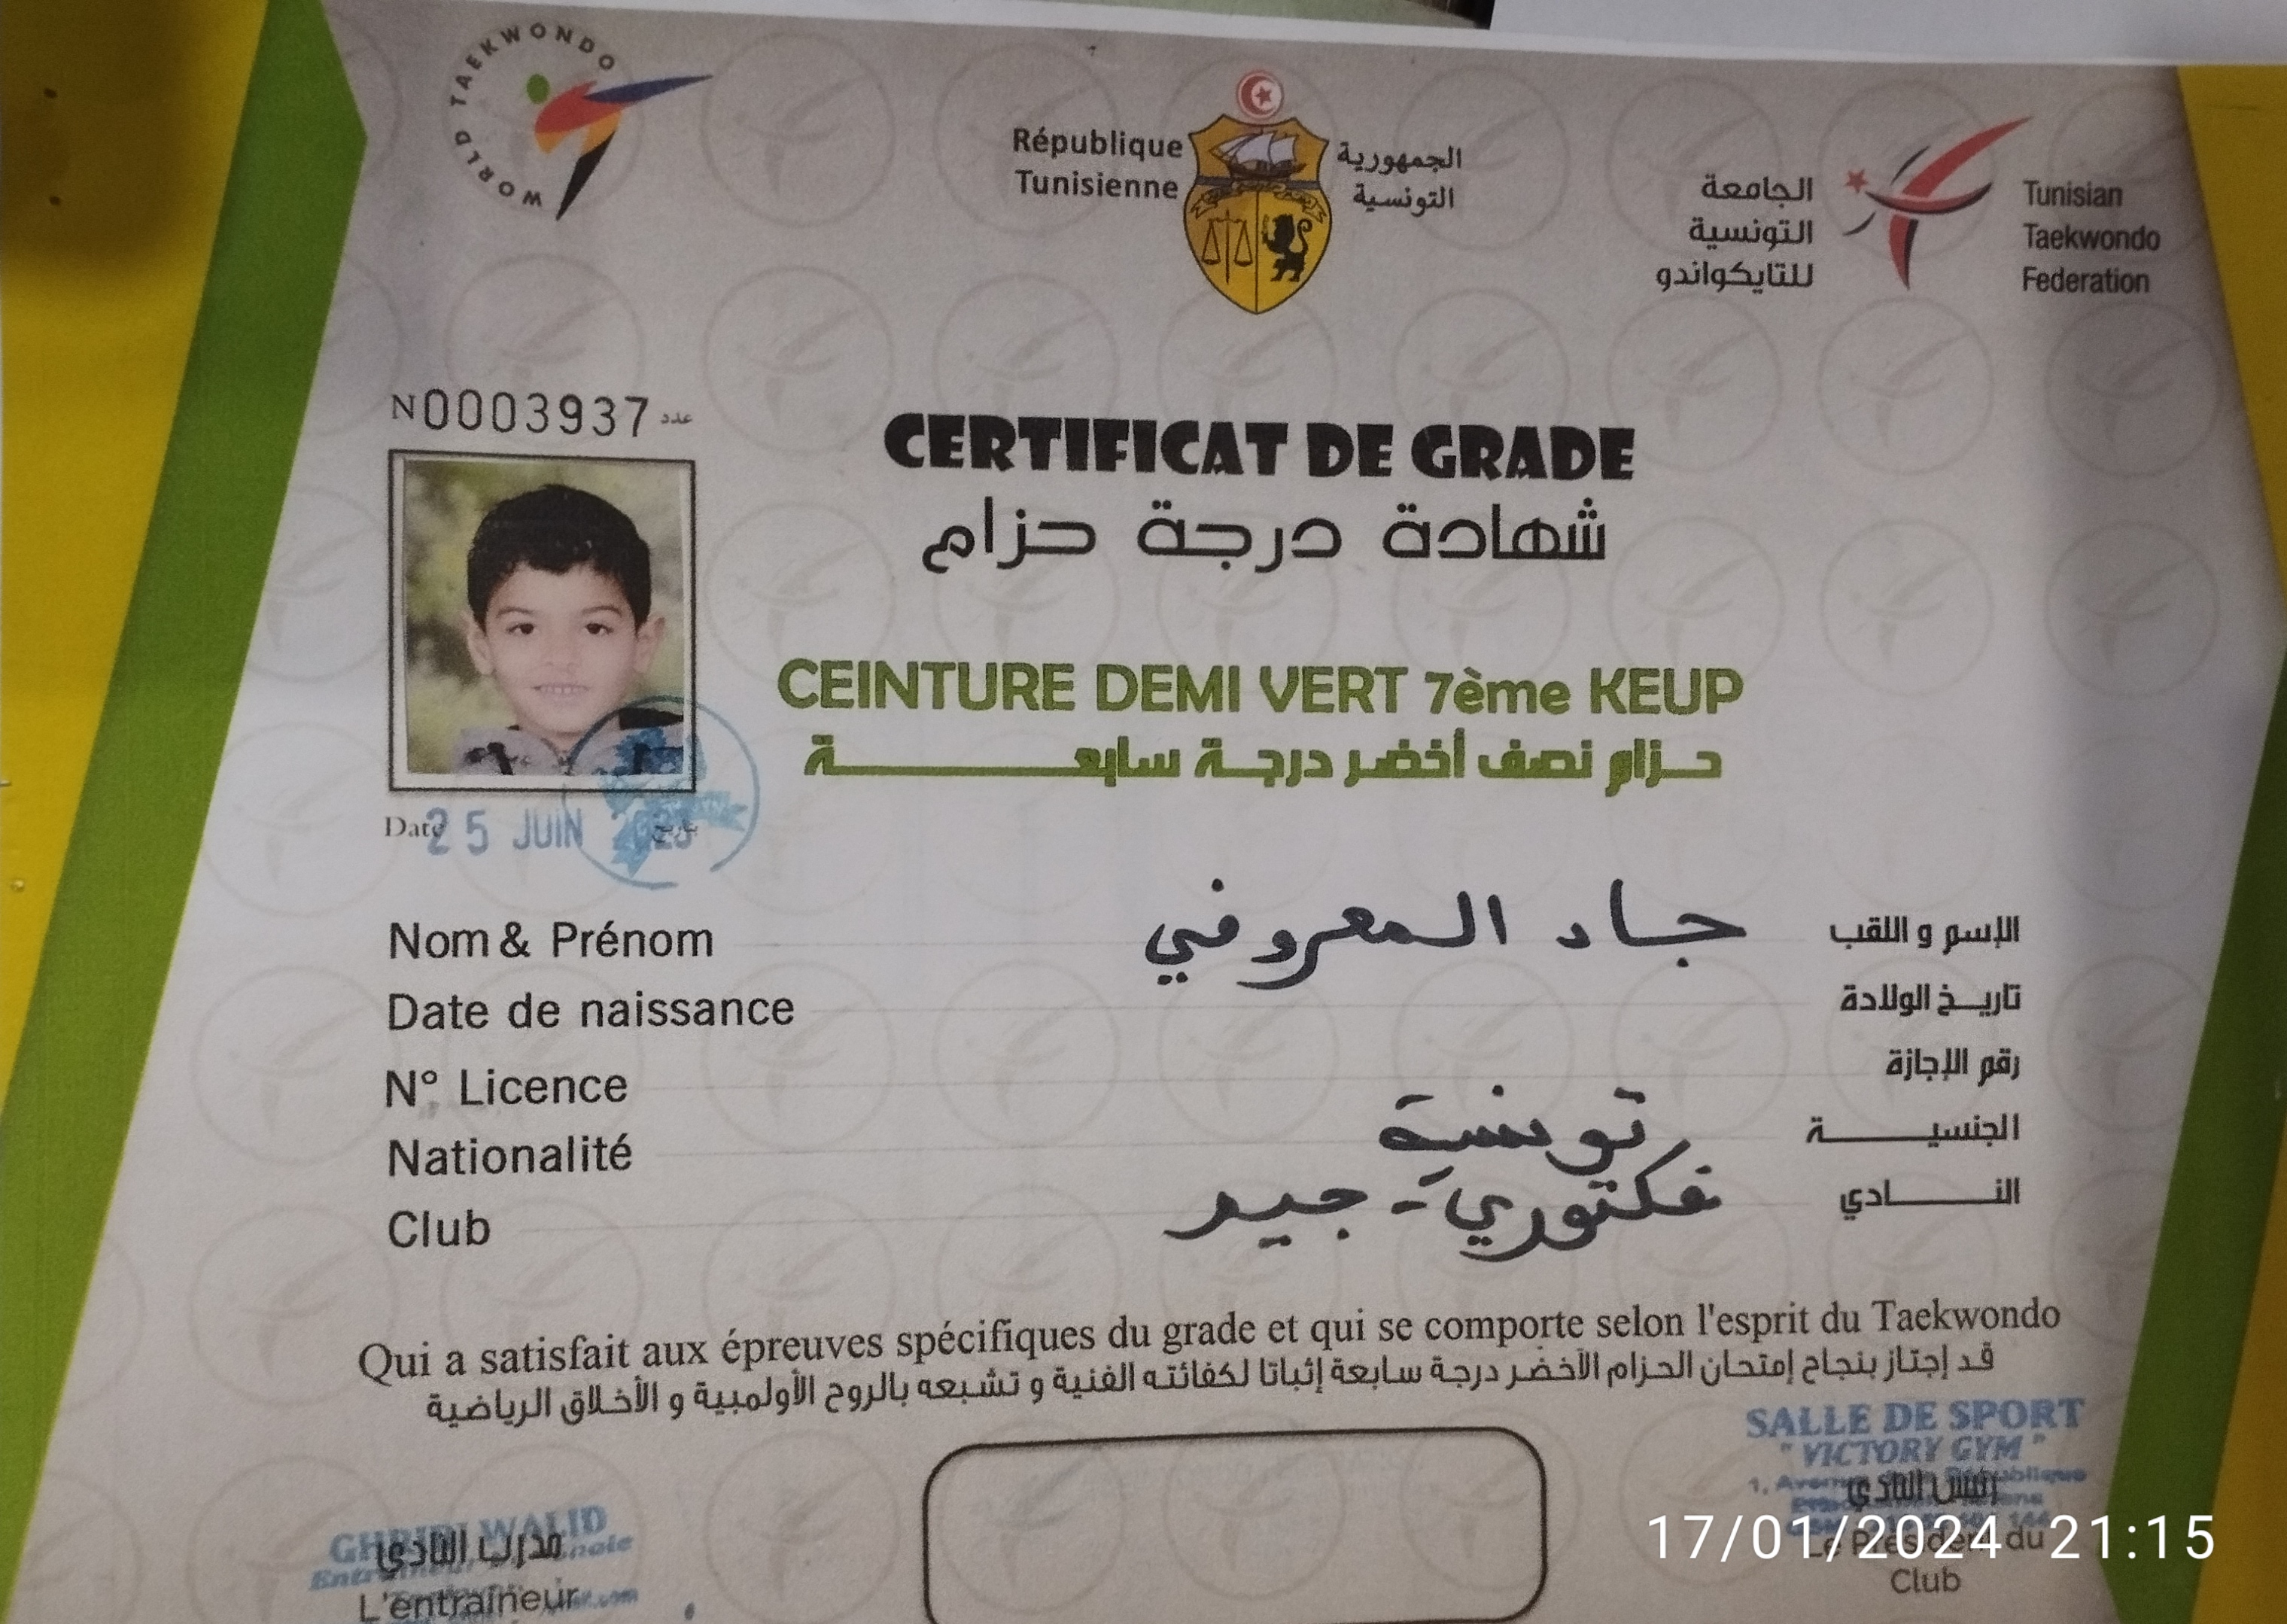 WORLD TAEKWONDO
République
Tunisienne
الجمهورية
التونسية
الجامعة
التونسية
للتايكواندو
Tunisian
Taekwondo
Federation
N0003937 عدد
CERTIFICAT DE GRADE
شهادة درجة حزام
CEINTURE DEMI VERT 7ème KEUP
حزام نصف أخضر درجة سابعة
Date 25 JUIN بتاريخ
Nom & Prénom جاد المعروفي الإسم و اللقب
Date de naissance تاريخ الولادة
N° Licence رقم الإجازة
Nationalité تونسية الجنسية
Club فكتوري - جيم النادي
Qui a satisfait aux épreuves spécifiques du grade et qui se comporte selon l'esprit du Taekwondo
قد إجتاز بنجاح إمتحان الحزام الأخضر درجة سابعة إثباتا لكفائته الفنية و تشبعه بالروح الأولمبية و الأخلاق الرياضية
SALLE DE SPORT
" VICTORY GYM "
رئيس النادي
Le Président du
Club
WALID
مدرب النادي
L'entraîneur
17/01/2024 21:15